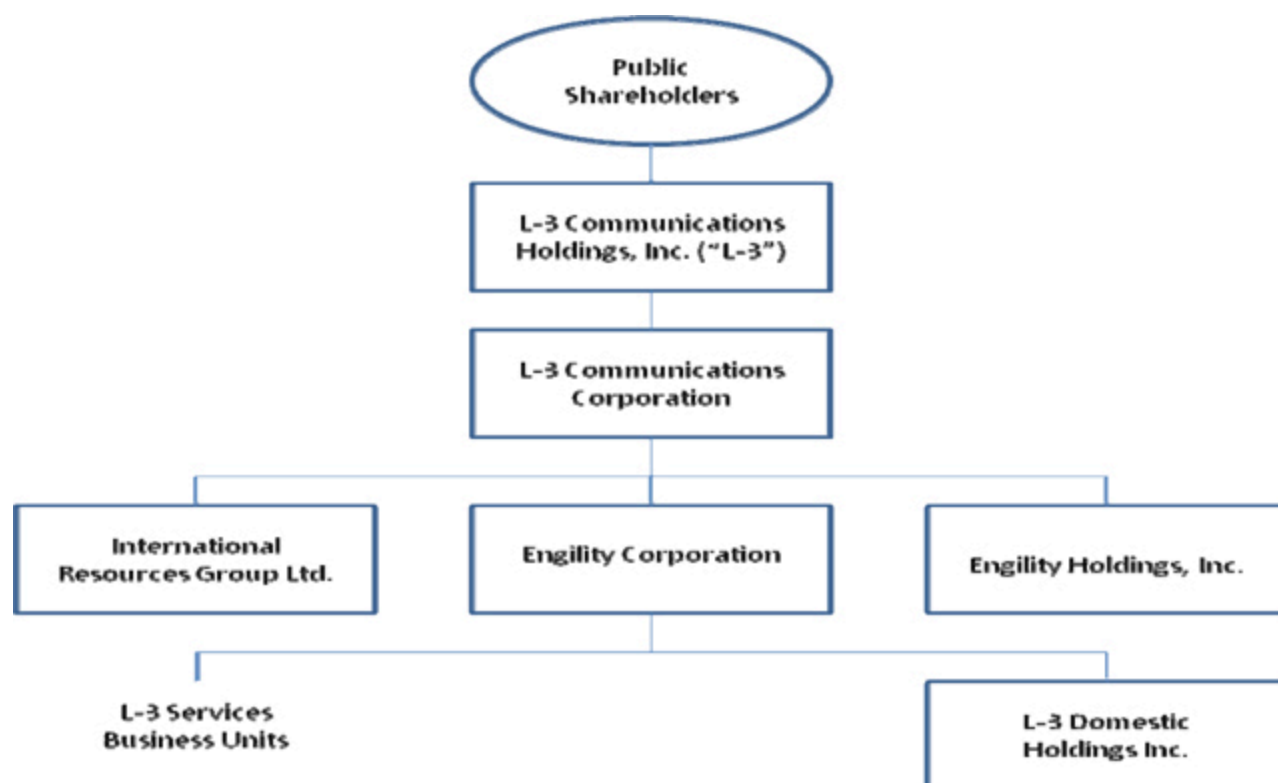 Public
Shareholders
L-3 Communications
Holdings, Inc. (“L-3”)
L-3 Communications
Corporation
International
Resources Group Ltd.
Engility Corporation
Engility Holdings, Inc.
L-3 Services
Business Units
L-3 Domestic
Holdings Inc.